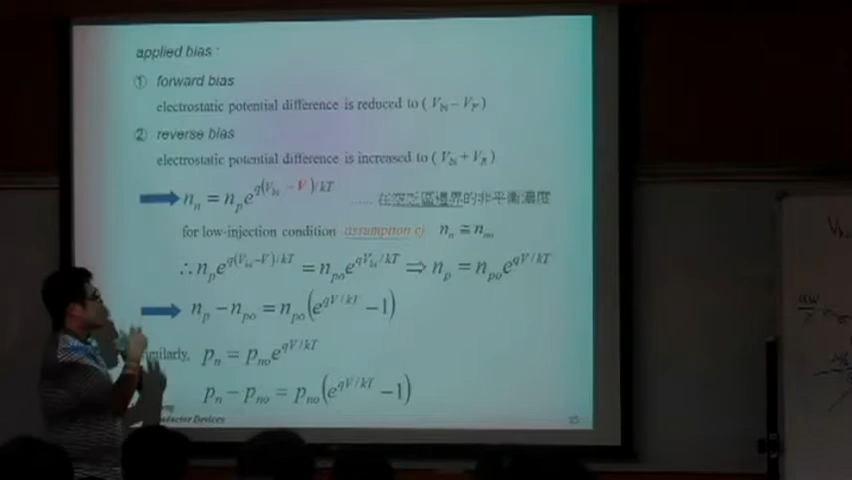 applied bias :
① forward bias
electrostatic potential difference is reduced to ( V_bi − V_F )
② reverse bias
electrostatic potential difference is increased to ( V_bi + V_R )
n_n = n_p e^{q(V_bi − V)/kT} ...... 在空乏區邊界的非平衡濃度
for low-injection condition assumption c) n_n ≅ n_no
∴ n_p e^{q(V_bi−V)/kT} = n_po e^{qV_bi/kT} ⇒ n_p = n_po e^{qV/kT}
n_p − n_po = n_po (e^{qV/kT} − 1)
milarly, p_n = p_no e^{qV/kT}
p_n − p_no = p_no (e^{qV/kT} − 1)
Devices